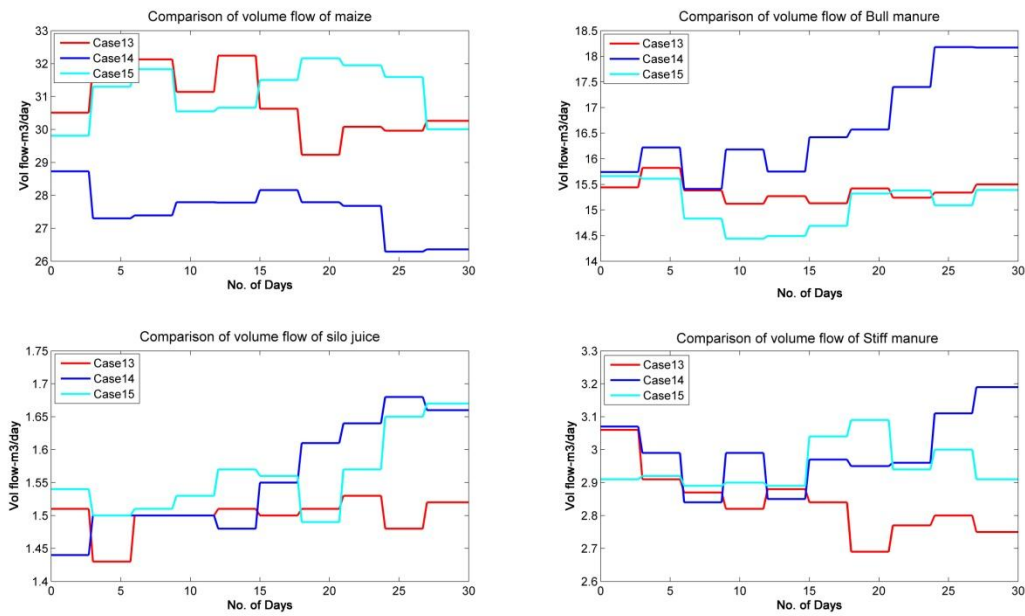 Comparison of volume flow of maize
33
32
31
30
29
28
27
26
Vol flow-m3/day
Case13
Case14
Case15
0 5 10 15 20 25 30
No. of Days
Comparison of volume flow of Bull manure
18.5
18
17.5
16.5
16.5
15.5
15.5
14.5
14
Vol flow-m3/day
Case13
Case14
Case15
0 5 10 15 20 25 30
No. of Days
Comparison of volume flow of silo juice
1.75
1.7
1.65
1.6
1.55
1.5
1.45
1.4
Vol flow-m3/day
Case13
Case14
Case15
0 5 10 15 20 25 30
No. of Days
Comparison of volume flow of Stiff manure
3.3
3.2
3.1
3
2.9
2.8
2.7
2.6
Vol flow-m3/day
Case13
Case14
Case15
0 5 10 15 20 25 30
No. of Days